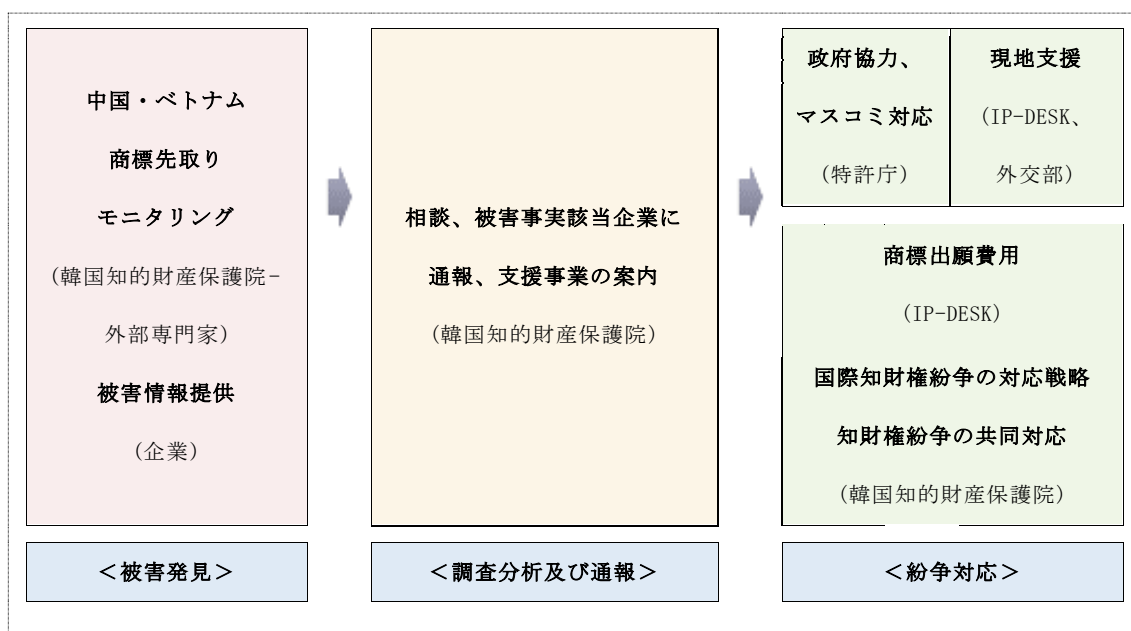 中国・ベトナム
商標先取り
モニタリング
(韓国知的財産保護院-
外部専門家)
被害情報提供
(企業)
<被害発見>
相談、被害事実該当企業に
通報、支援事業の案内
(韓国知的財産保護院)
<調査分析及び通報>
政府協力、
マスコミ対応
(特許庁)
現地支援
(IP-DESK、
外交部)
商標出願費用
(IP-DESK)
国際知財権紛争の対応戦略
知財権紛争の共同対応
(韓国知的財産保護院)
<紛争対応>